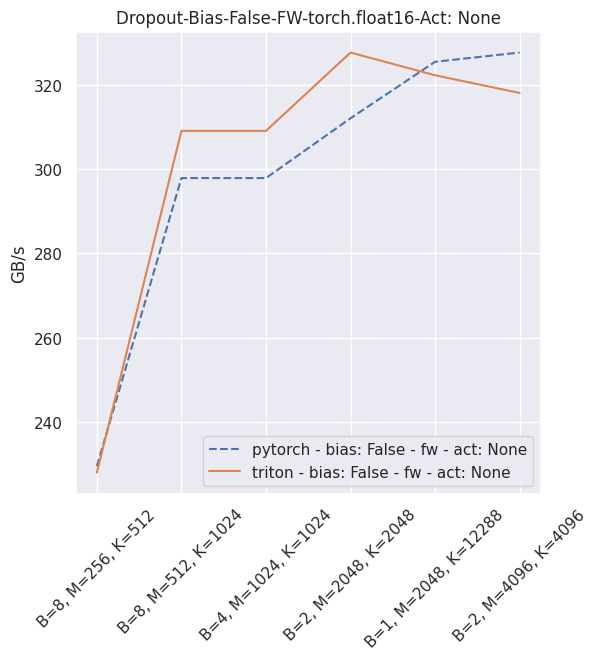 Dropout-Bias-False-FW-torch.float16-Act: None
GB/s
320
300
280
260
240
pytorch - bias: False - fw - act: None
triton - bias: False - fw - act: None
B=8, M=256, K=512
B=8, M=512, K=1024
B=4, M=1024, K=1024
B=2, M=2048, K=2048
B=1, M=2048, K=12288
B=2, M=4096, K=4096